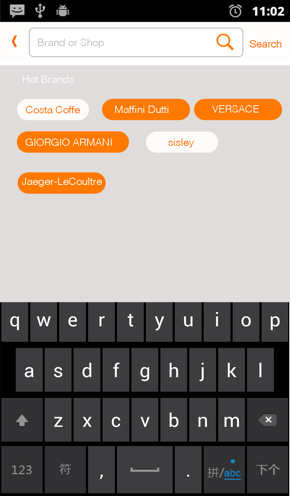 11:02
Brand or Shop
Search
Hot Brands
Costa Coffe Maffini Dutti VERSACE
GIORGIO ARMANI sisley
Jaeger-LeCoultre
q w e r t y u i o p
a s d f g h j k l
z x c v b n m
123 符 , . 拼/abc 下个